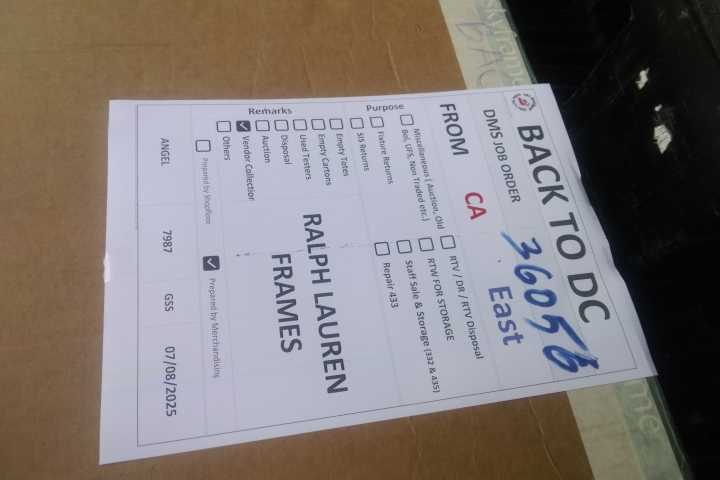 BACK TO DC
DMS JOB ORDER
36056
FROM
CA
East
Purpose
Miscellaneous ( Auction, Old
Bol, UFS, Non Traded etc.)
Fixture Returns
SIS Returns
RTV / DR / RTV Disposal
RTW FOR STORAGE
Staff Sale & Storage (332 & 435)
Repair 433
Remarks
Empty Totes
Empty Cartons
Used Testers
Disposal
Auction
Vendor Collection
Others
RALPH LAUREN
FRAMES
Prepared by Shopfloor
Prepared by Merchandising
ANGEL
7987
GSS
07/08/2025